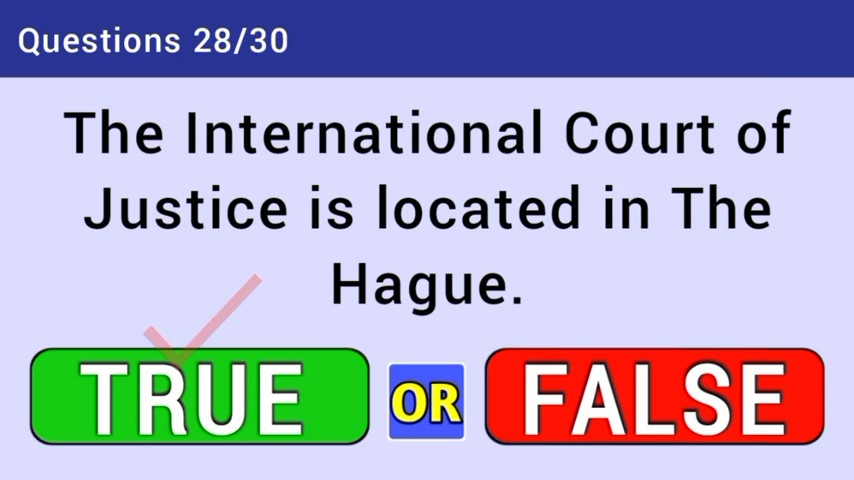 Questions 28/30
The International Court of
Justice is located in The
Hague.
TRUE OR FALSE